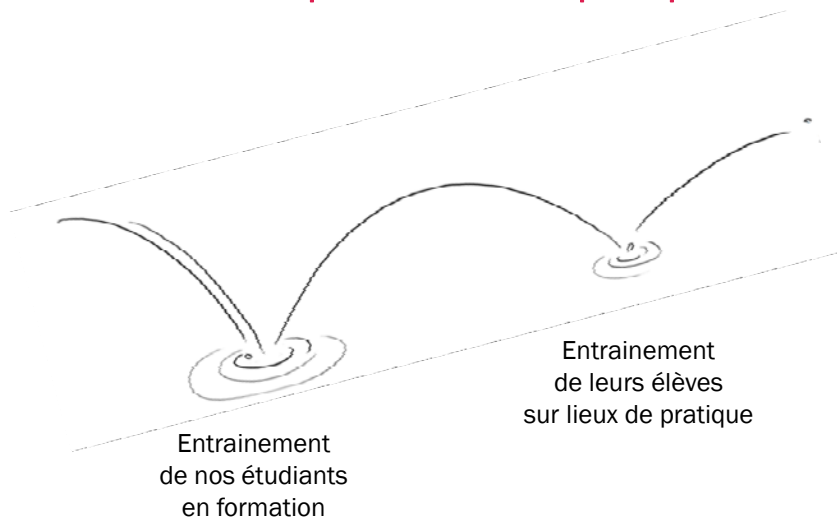 Entrainement
de leurs élèves
sur lieux de pratique
Entrainement
de nos étudiants
en formation